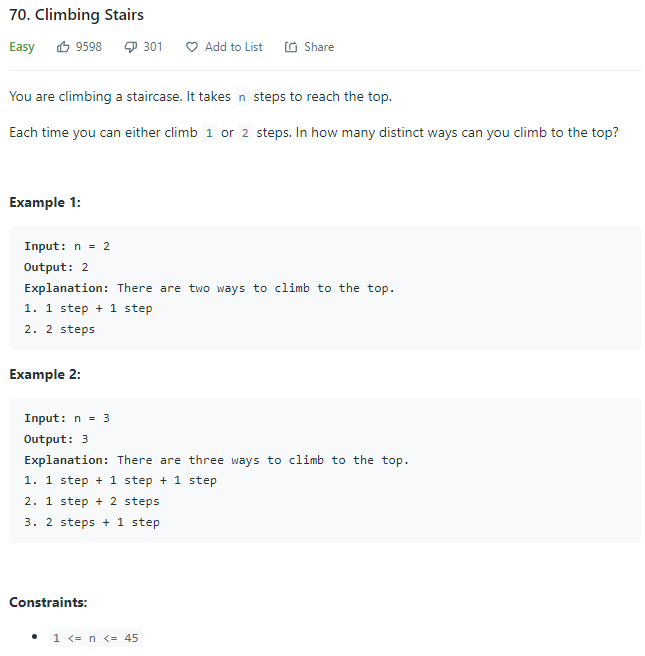 70. Climbing Stairs
Easy 9598 301 Add to List Share
You are climbing a staircase. It takes n steps to reach the top.
Each time you can either climb 1 or 2 steps. In how many distinct ways can you climb to the top?
Example 1:
Input: n = 2
Output: 2
Explanation: There are two ways to climb to the top.
1. 1 step + 1 step
2. 2 steps
Example 2:
Input: n = 3
Output: 3
Explanation: There are three ways to climb to the top.
1. 1 step + 1 step + 1 step
2. 1 step + 2 steps
3. 2 steps + 1 step
Constraints:
• 1 <= n <= 45